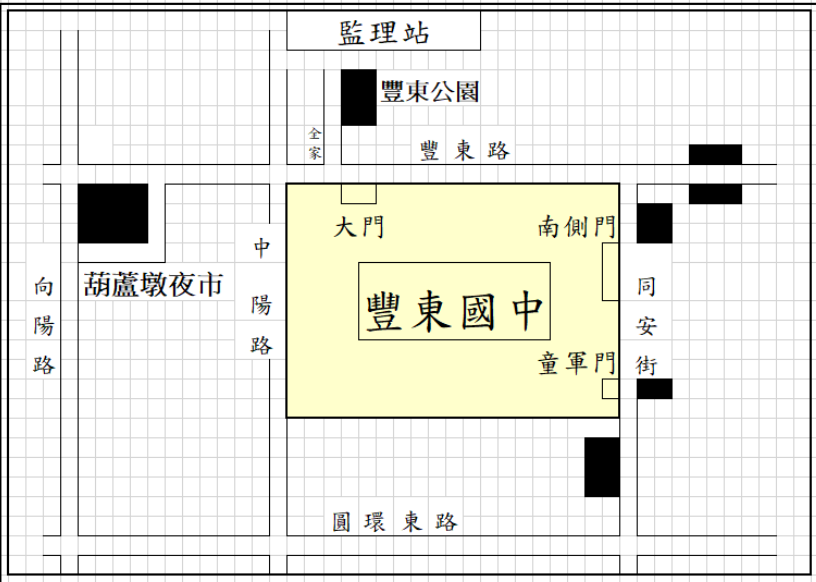 監理站
豐東公園
全家
豐東路
大門
南側門
中陽路
向陽路
葫蘆墩夜市
豐東國中
同安街
童軍門
圓環東路